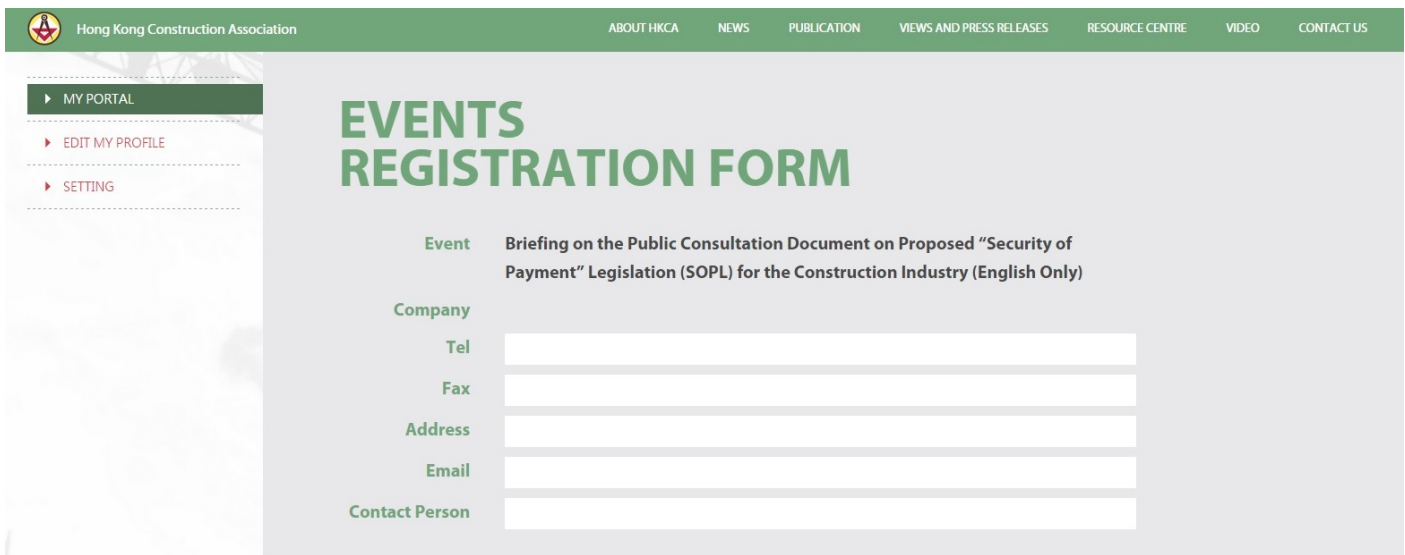 Hong Kong Construction Association
ABOUT HKCA NEWS PUBLICATION VIEWS AND PRESS RELEASES RESOURCE CENTRE VIDEO CONTACT US
MY PORTAL
EDIT MY PROFILE
SETTING
EVENTS
REGISTRATION FORM
Event Briefing on the Public Consultation Document on Proposed “Security of
Payment” Legislation (SOPL) for the Construction Industry (English Only)
Company
Tel
Fax
Address
Email
Contact Person